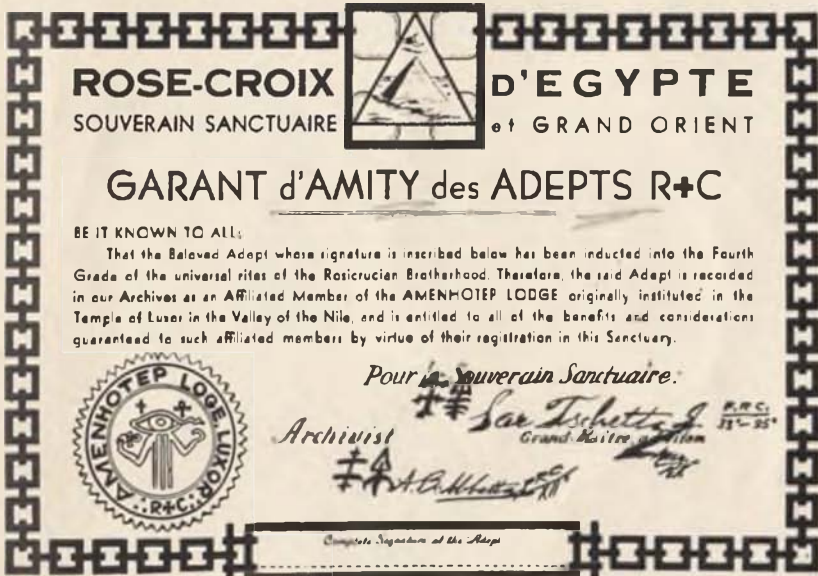 ROSE-CROIX D'EGYPTE
SOUVERAIN SANCTUAIRE et GRAND ORIENT
GARANT d'AMITY des ADEPTS R+C
BE IT KNOWN TO ALL:
That the Beloved Adept whose signature is inscribed below has been inducted into the Fourth
Grade of the universal rites of the Rosicrucian Brotherhood. Therefore, the said Adept is recorded
in our Archives as an Affiliated Member of the AMENHOTEP LODGE originally instituted in the
Temple of Luxor in the Valley of the Nile, and is entitled to all of the benefits and considerations
guaranteed to such affiliated members by virtue of their registration in this Sanctuary.
AMENHOTEP LOGE LUXOR
R+C
Pour Souverain Sanctuaire.
Sar
F.R.C.
33°-95°
Grand Maitre
Archivist
Complete Signature of the Adept